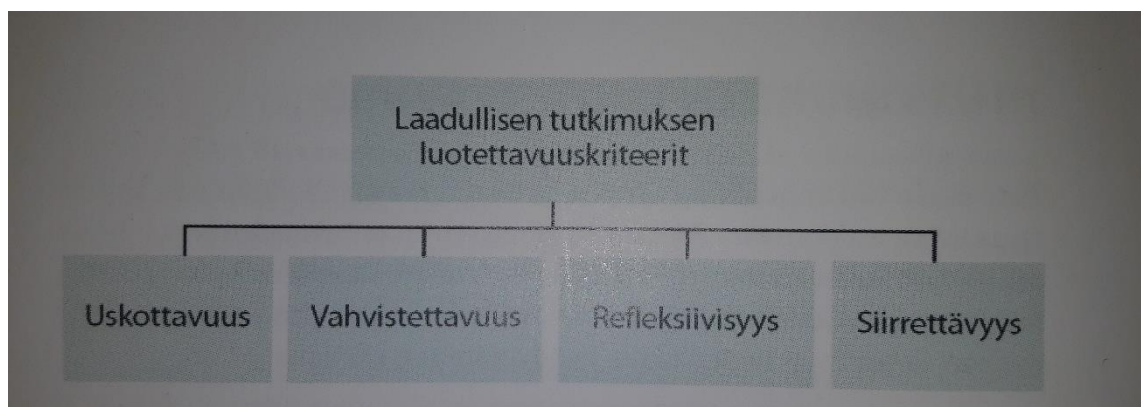 Laadullisen tutkimuksen
luotettavuuskriteerit
Uskottavuus
Vahvistettavuus
Refleksiivisyys
Siirrettävyys